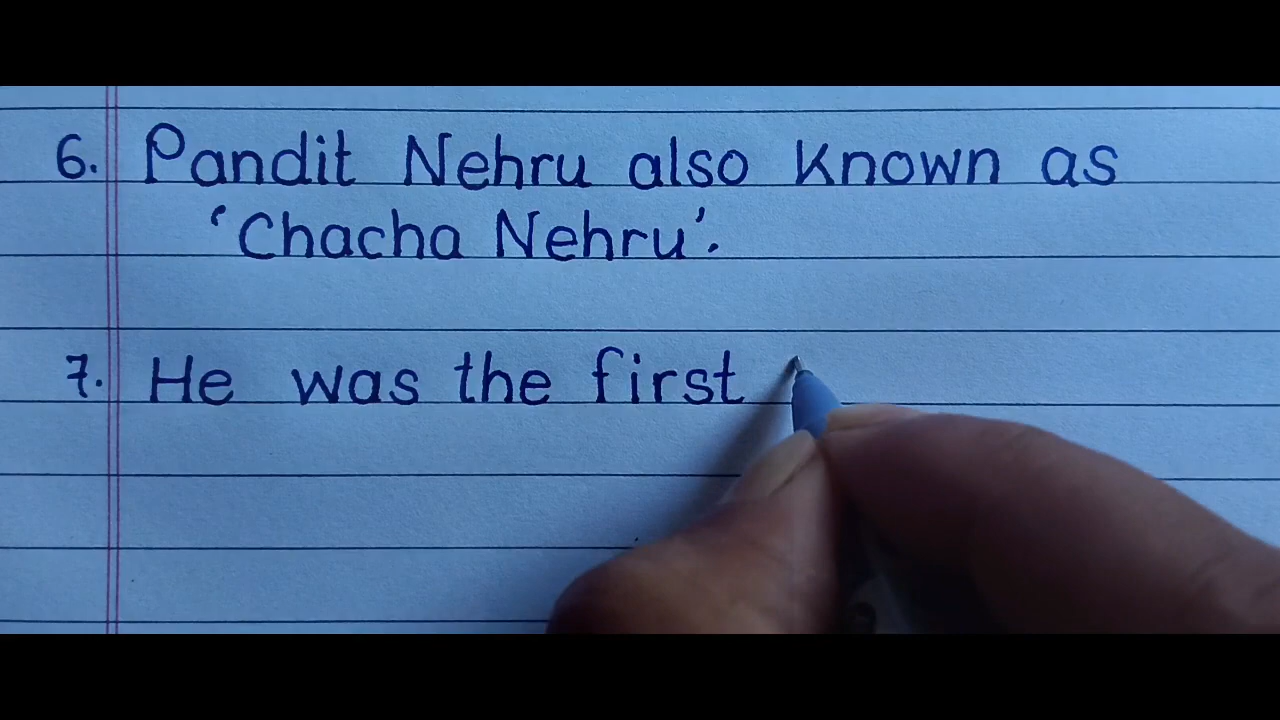 6. Pandit Nehru also known as
'Chacha Nehru'.
7. He was the first